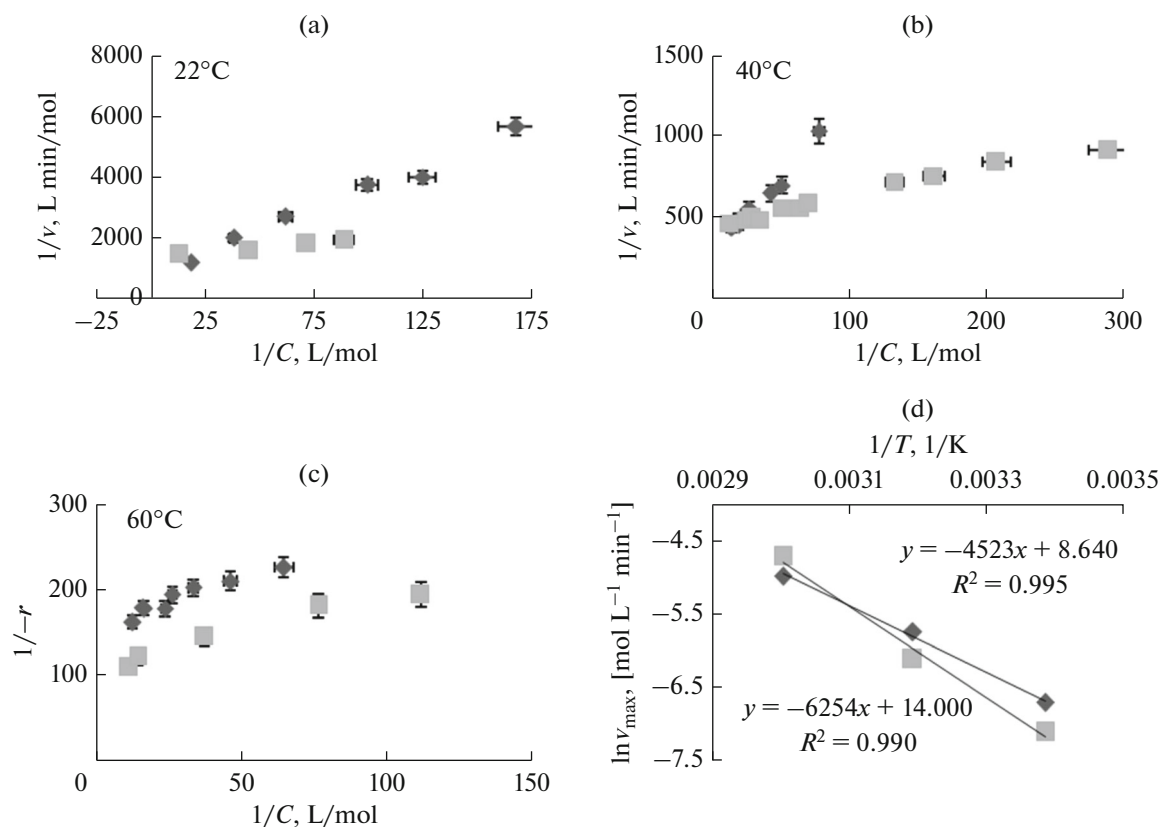 (a)
8000
22°C
6000
4000
2000
0
−25
25
75
125
175
1/v, L min/mol
1/C, L/mol
(b)
1500
40°C
1000
500
0
100
200
300
1/v, L min/mol
1/C, L/mol
(c)
300
60°C
200
100
0
50
100
150
1/−r
1/C, L/mol
(d)
1/T, 1/K
0.0029
0.0031
0.0033
0.0035
−4.5
−5.5
−6.5
−7.5
lnvmax, [mol L−1 min−1]
y = −4523x + 8.640
R2 = 0.995
y = −6254x + 14.000
R2 = 0.990